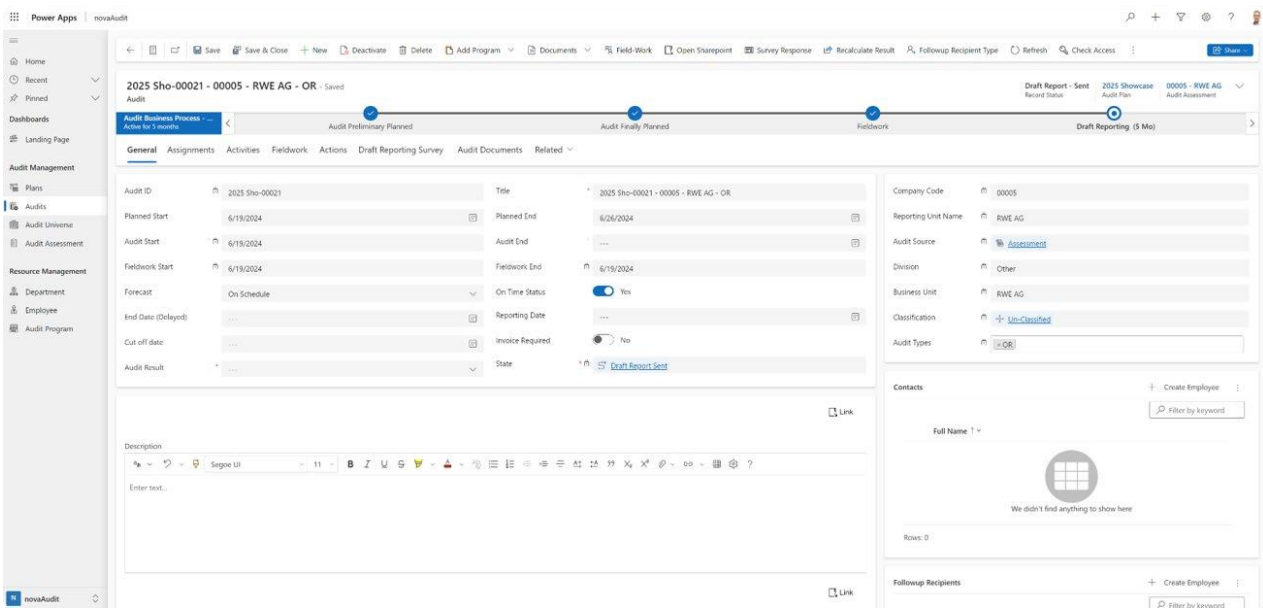 Power Apps novaAudit
Save Save & Close New Deactivate Delete Add Program Documents Field-Work Open Sharepoint Survey Response Recalculate Result Followup Recipient Type Refresh Check Access Share
Home
Recent
Pinned
Dashboards
Landing Page
Audit Management
Plans
Audits
Audit Universe
Audit Assessment
Resource Management
Department
Employee
Audit Program
N novaAudit
2025 Sho-00021 - 00005 - RWE AG - OR - Saved
Audit
Draft Report - Sent 2025 Showcase 00005 - RWE AG
Record Status Audit Plan Audit Assessment
Audit Business Process - ...
Active for 5 months
Audit Preliminary Planned Audit Finally Planned Fieldwork Draft Reporting (5 Mo)
General Assignments Activities Fieldwork Actions Draft Reporting Survey Audit Documents Related
Audit ID 2025 Sho-00021 Title * 2025 Sho-00021 - 00005 - RWE AG - OR
Planned Start 6/19/2024 Planned End 6/26/2024
Audit Start 6/19/2024 Audit End ---
Fieldwork Start 6/19/2024 Fieldwork End 6/19/2024
Forecast On Schedule On Time Status Yes
End Date (Delayed) --- Reporting Date ---
Cut off date --- Invoice Required No
Audit Result * --- State * Draft Report Sent
Company Code 00005
Reporting Unit Name RWE AG
Audit Source Assessment
Division Other
Business Unit RWE AG
Classification Un-Classified
Audit Types × OR
Link
Description
Segoe UI 11 B I U S
Enter text...
Link
Contacts Create Employee
Filter by keyword
Full Name ↑
We didn't find anything to show here
Rows: 0
Followup Recipients Create Employee
Filter by keyword